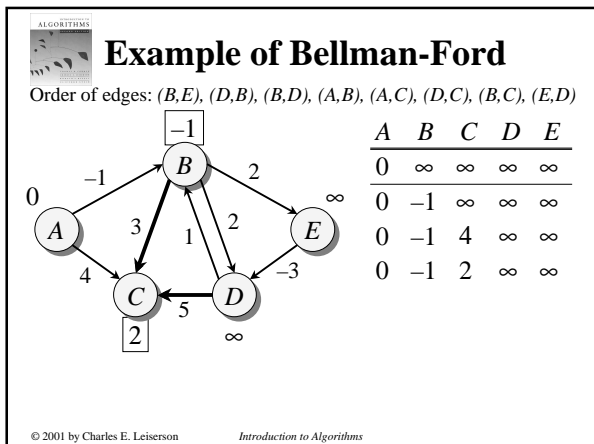 ALGORITHMS
Example of Bellman-Ford
Order of edges: (B,E), (D,B), (B,D), (A,B), (A,C), (D,C), (B,C), (E,D)
–1
B
0
–1
2
∞
A
3
1
2
E
4
–3
C
5
D
2
∞
A B C D E
0 ∞ ∞ ∞ ∞
0 –1 ∞ ∞ ∞
0 –1 4 ∞ ∞
0 –1 2 ∞ ∞
© 2001 by Charles E. Leiserson Introduction to Algorithms